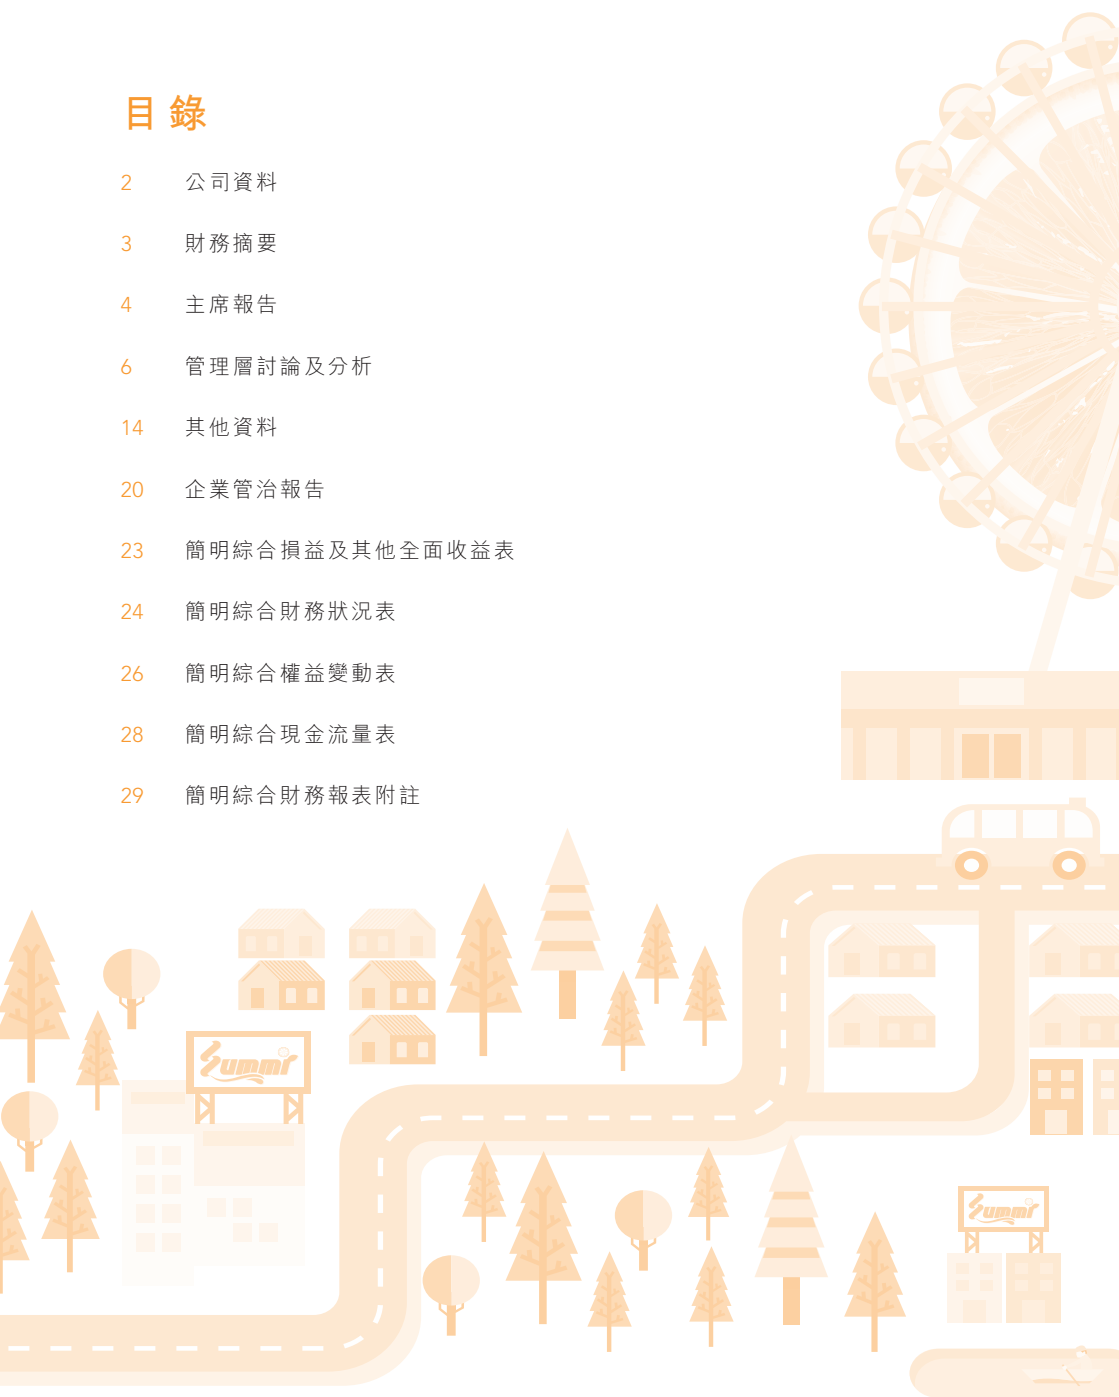 目錄
2 公司資料
3 財務摘要
4 主席報告
6 管理層討論及分析
14 其他資料
20 企業管治報告
23 簡明綜合損益及其他全面收益表
24 簡明綜合財務狀況表
26 簡明綜合權益變動表
28 簡明綜合現金流量表
29 簡明綜合財務報表附註
Summi
Summi